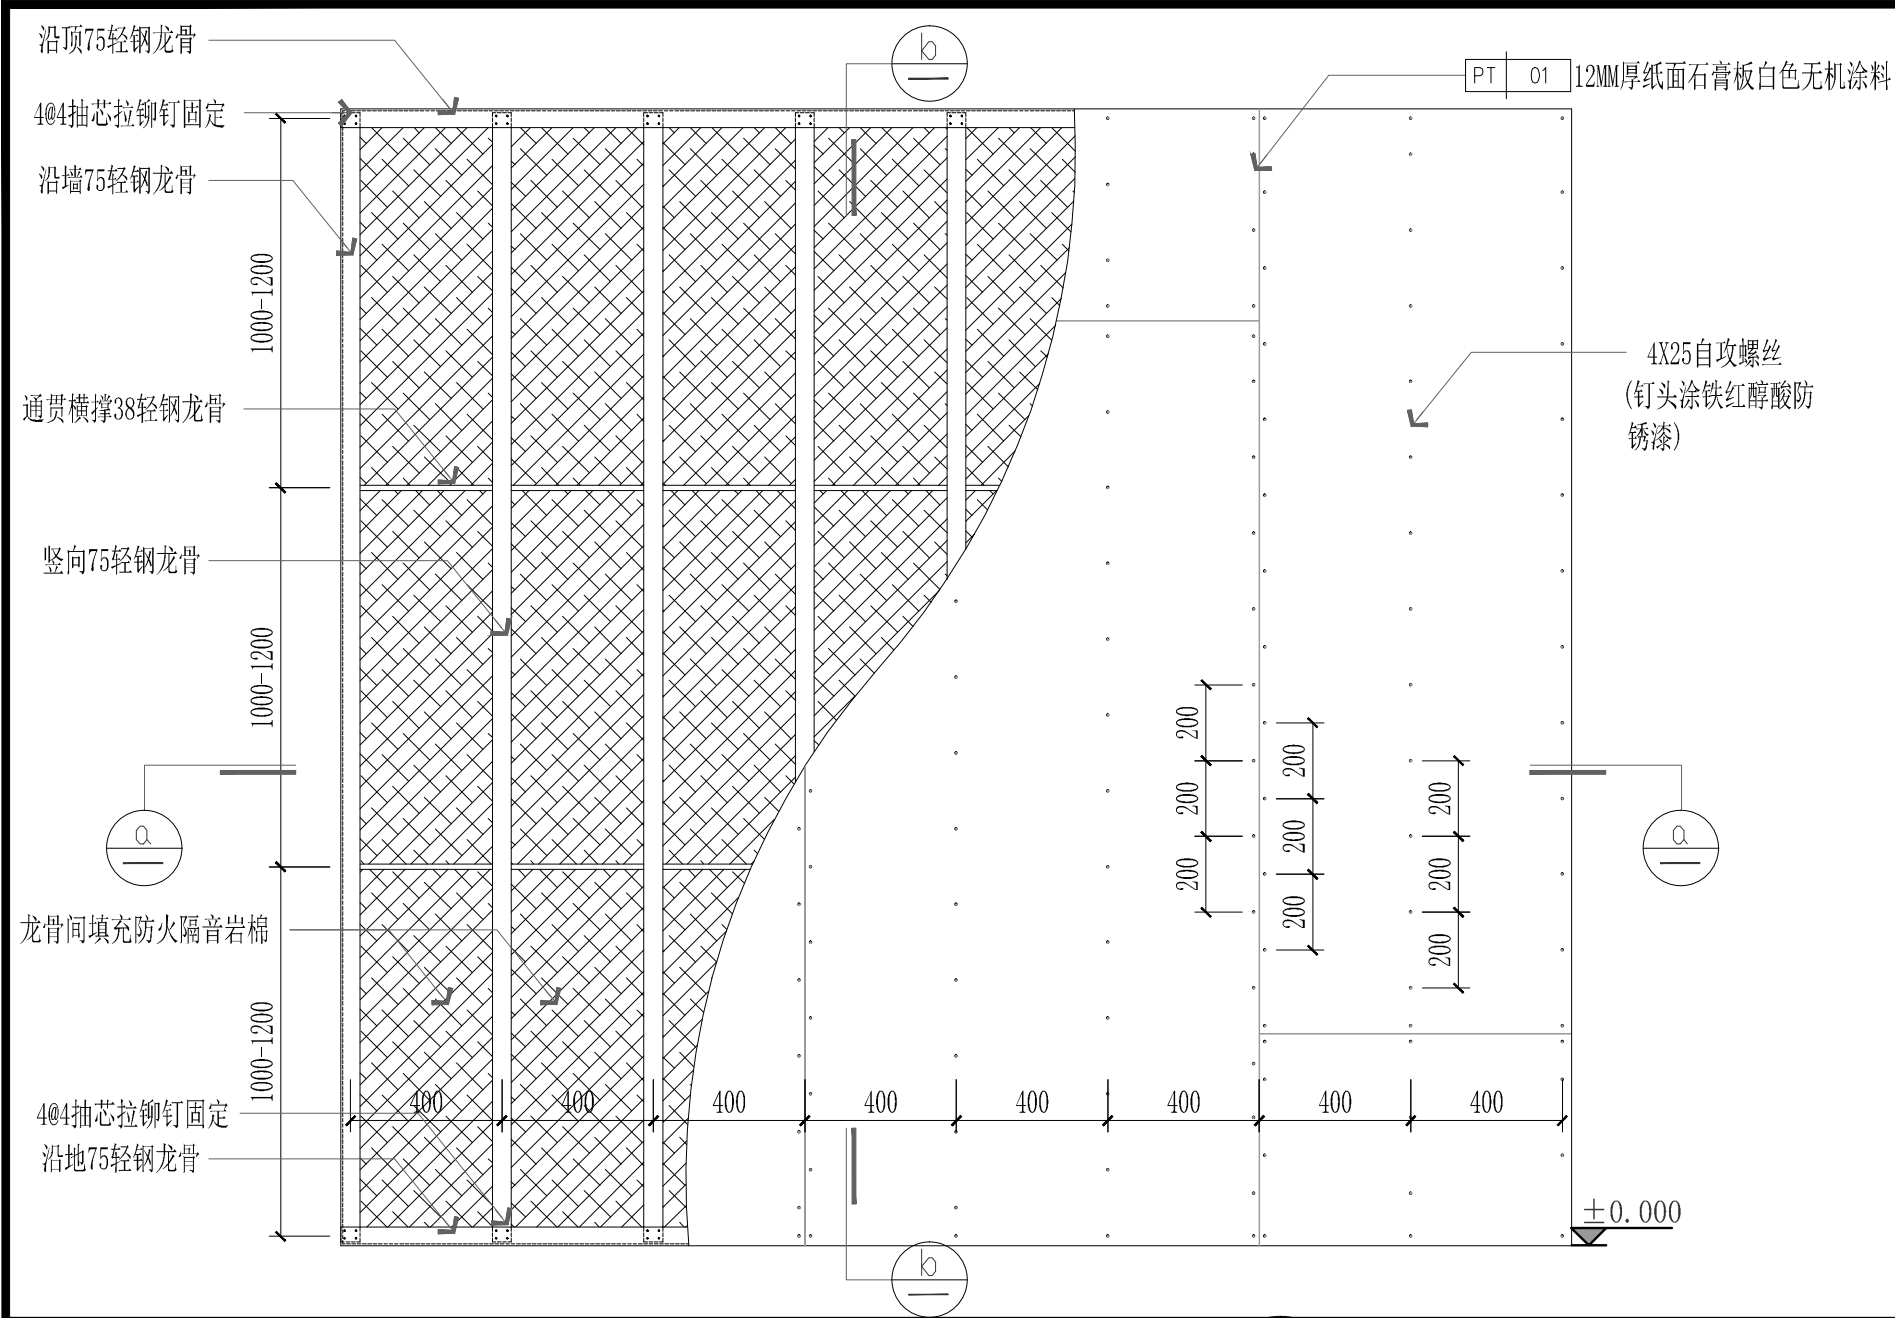 沿顶75轻钢龙骨
b
PT 01 12MM厚纸面石膏板白色无机涂料
4@4抽芯拉铆钉固定
沿墙75轻钢龙骨
1000-1200
4X25自攻螺丝
(钉头涂铁红醇酸防
锈漆)
通贯横撑38轻钢龙骨
竖向75轻钢龙骨
1000-1200
200
200
200
200
200
200
200
200
200
a
a
龙骨间填充防火隔音岩棉
1000-1200
400 400 400 400 400 400 400 400
4@4抽芯拉铆钉固定
沿地75轻钢龙骨
±0.000
b